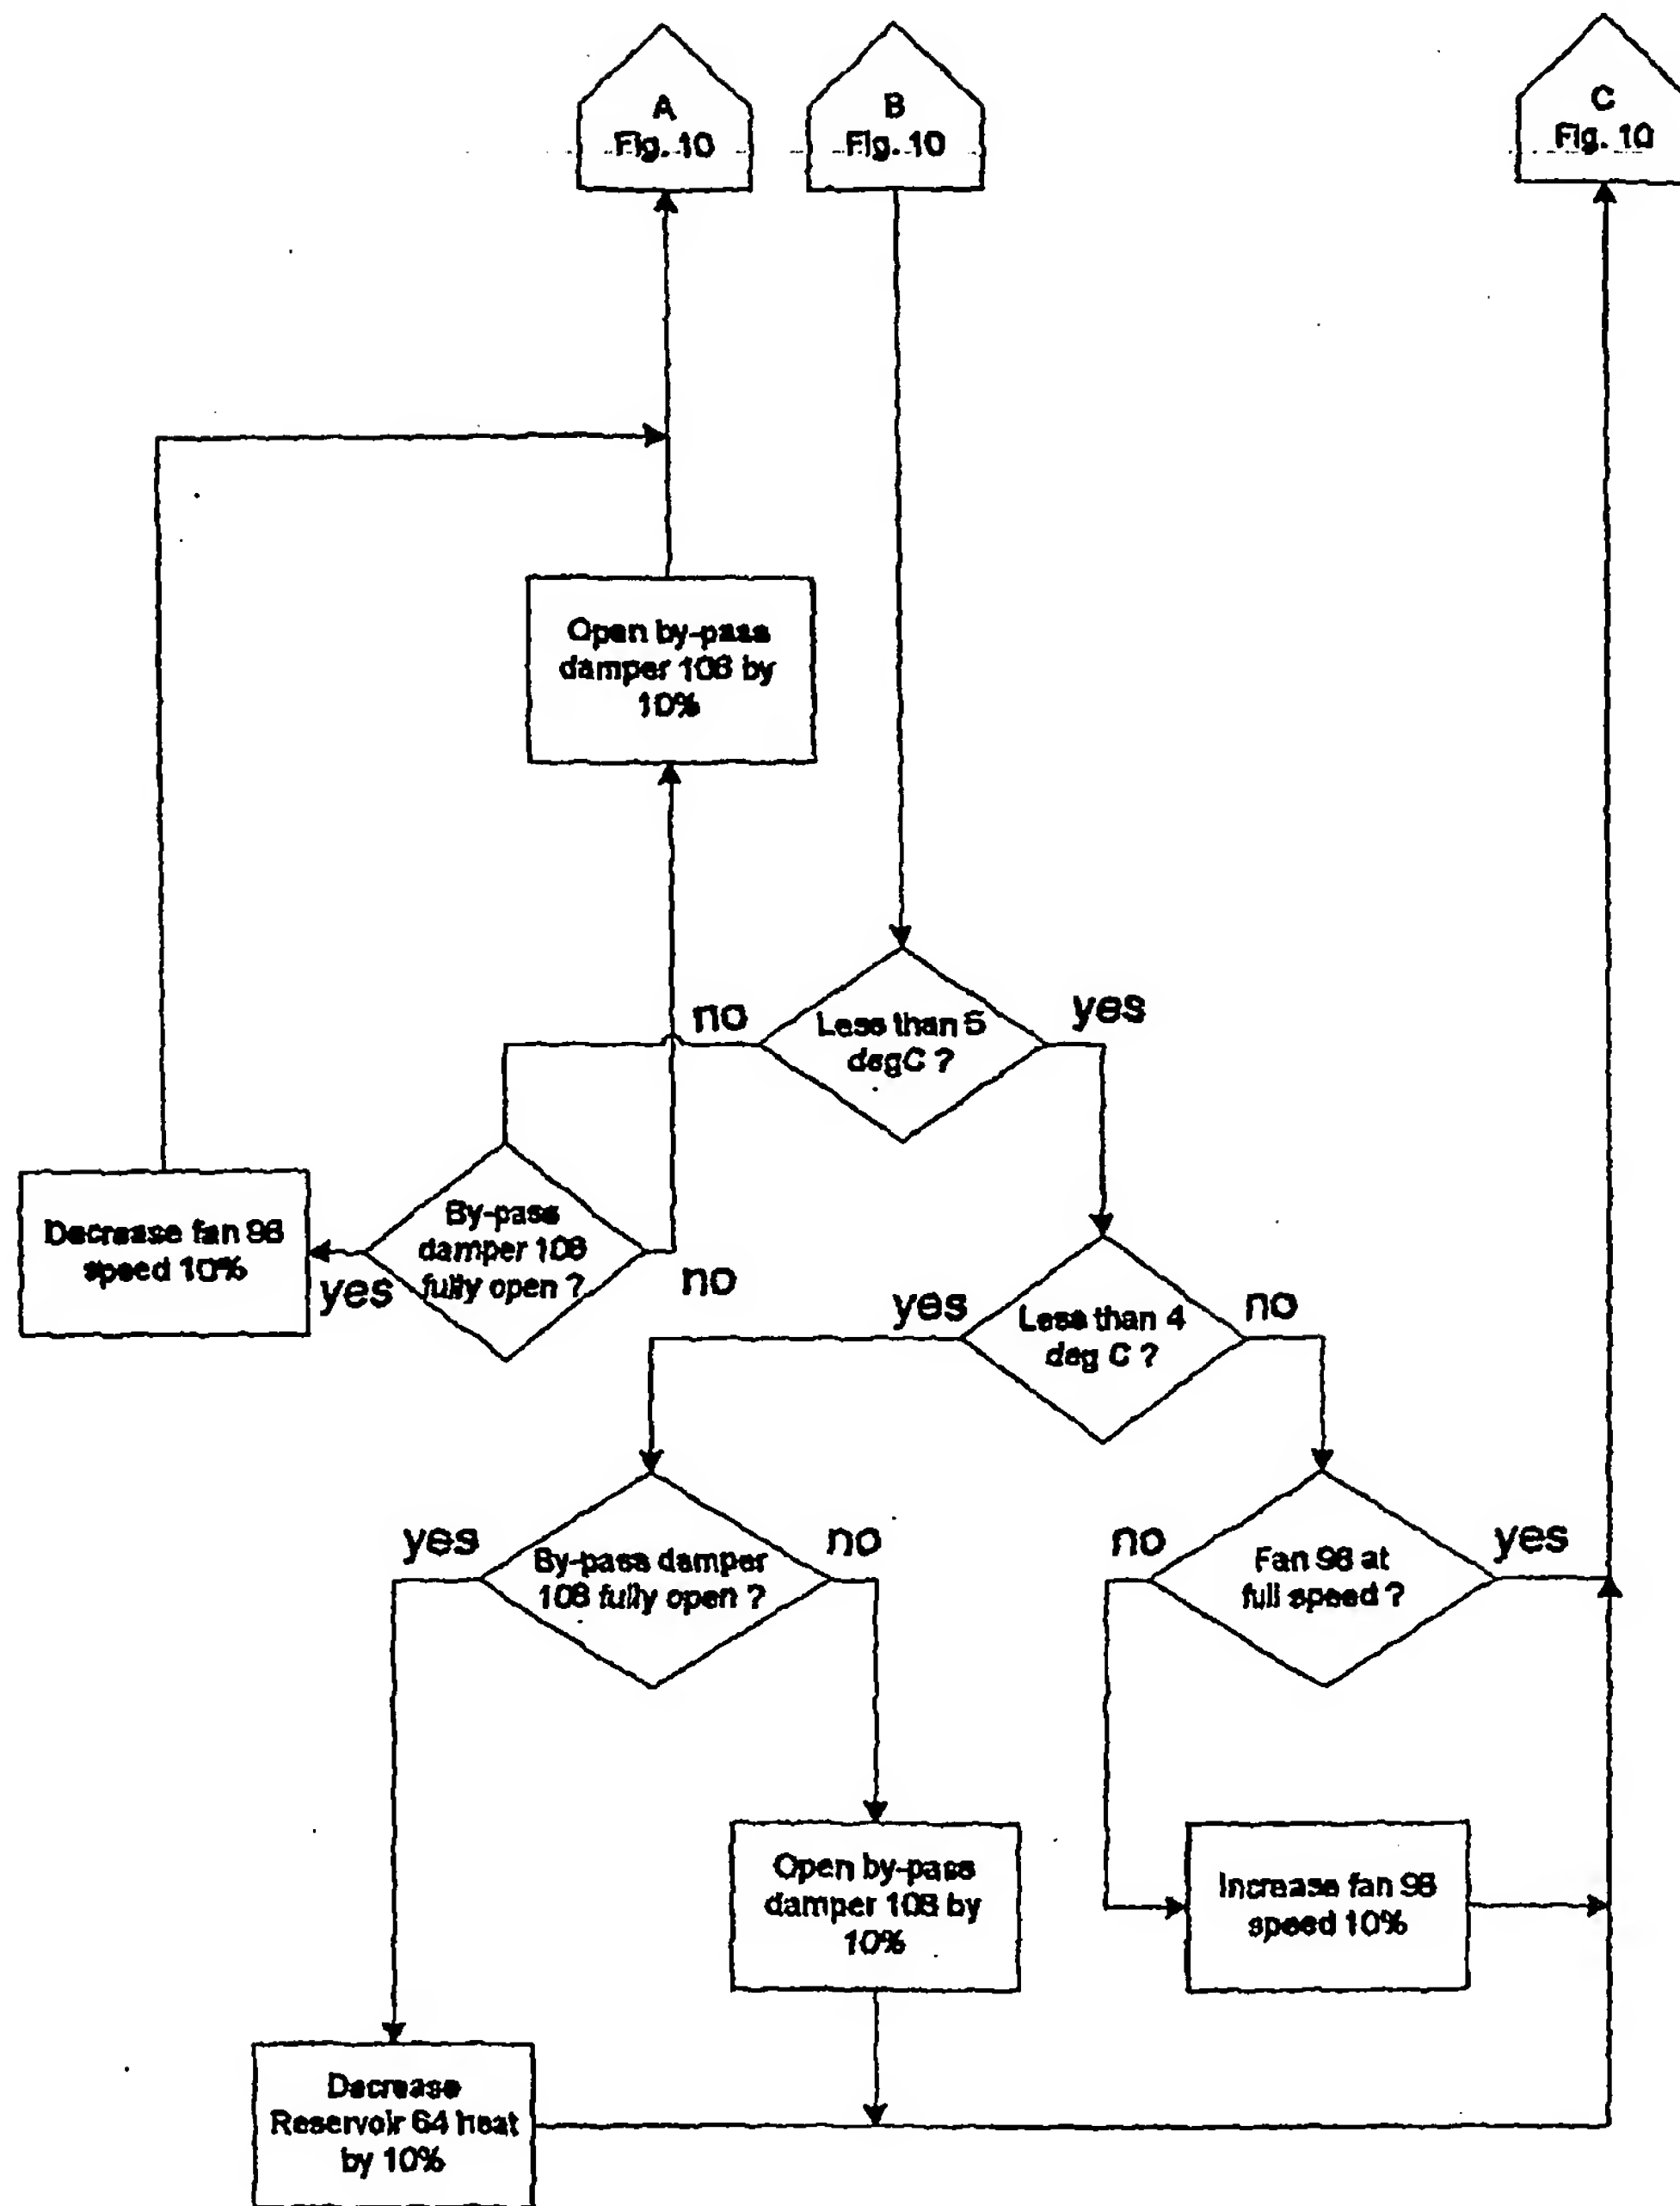 A
Fig. 10
B
Fig. 10
C
Fig. 10
Open by-pass
damper 108 by
10%
no
Less than 5
degC ?
yes
Decrease fan 98
speed 10%
yes
By-pass
damper 108
fully open ?
no
yes
Less than 4
deg C ?
no
yes
By-pass damper
108 fully open ?
no
no
Fan 98 at
full speed ?
yes
Open by-pass
damper 108 by
10%
Increase fan 98
speed 10%
Decrease
Reservoir 64 heat
by 10%